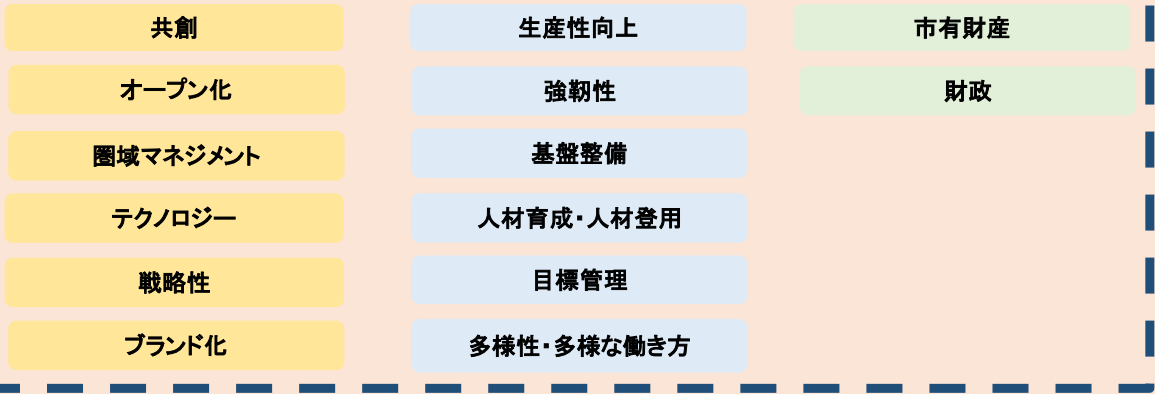 共創
生産性向上
市有財産
オープン化
強靭性
財政
圏域マネジメント
基盤整備
テクノロジー
人材育成・人材登用
戦略性
目標管理
ブランド化
多様性・多様な働き方